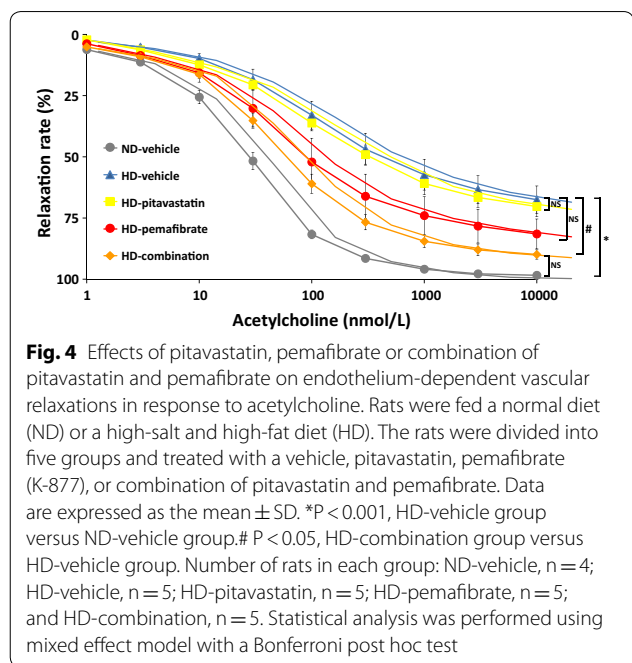 0
25
50
75
100
Relaxation rate (%)
ND-vehicle
HD-vehicle
HD-pitavastatin
HD-pemafibrate
HD-combination
NS
NS
#
*
NS
1
10
100
1000
10000
Acetylcholine (nmol/L)
Fig. 4 Effects of pitavastatin, pemafibrate or combination of
pitavastatin and pemafibrate on endothelium-dependent vascular
relaxations in response to acetylcholine. Rats were fed a normal diet
(ND) or a high-salt and high-fat diet (HD). The rats were divided into
five groups and treated with a vehicle, pitavastatin, pemafibrate
(K-877), or combination of pitavastatin and pemafibrate. Data
are expressed as the mean ± SD. *P < 0.001, HD-vehicle group
versus ND-vehicle group.# P < 0.05, HD-combination group versus
HD-vehicle group. Number of rats in each group: ND-vehicle, n = 4;
HD-vehicle, n = 5; HD-pitavastatin, n = 5; HD-pemafibrate, n = 5;
and HD-combination, n = 5. Statistical analysis was performed using
mixed effect model with a Bonferroni post hoc test